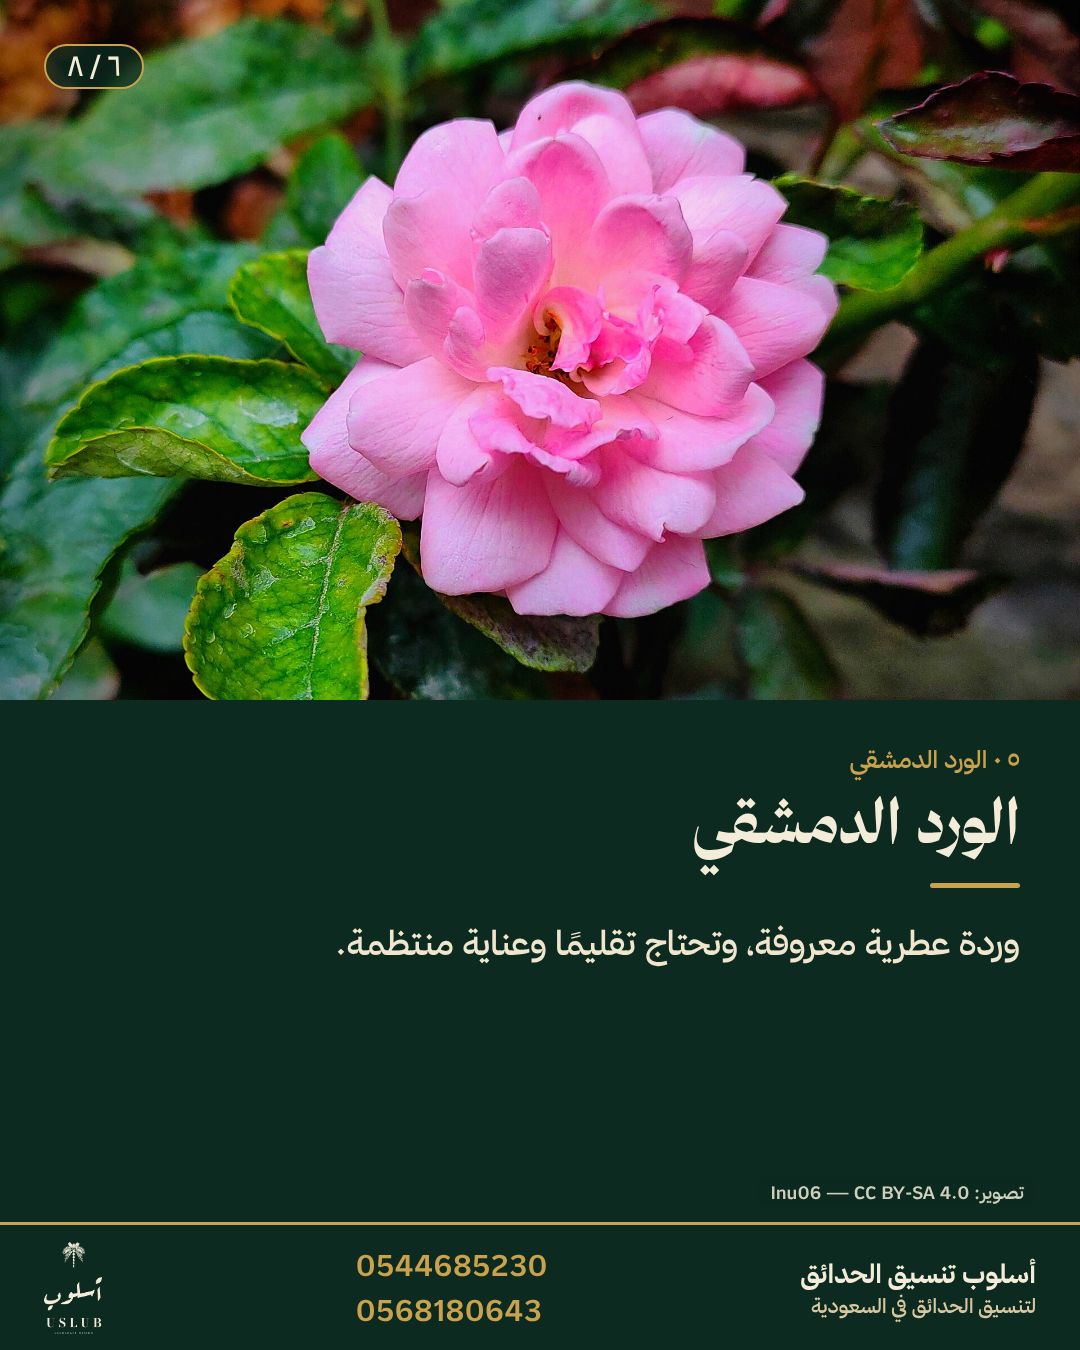 ٨/٦
٥ · الورد الدمشقي
الورد الدمشقي
وردة عطرية معروفة، وتحتاج تقليمًا وعناية منتظمة.
تصوير: Inu06 — CC BY-SA 4.0
أسلوب تنسيق الحدائق
لتنسيق الحدائق في السعودية
0544685230
0568180643
أسلوب
USLUB